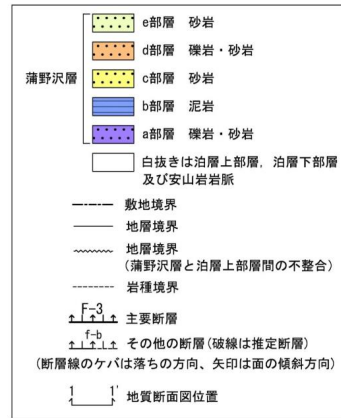 蒲野沢層
e部層 砂岩
d部層 礫岩・砂岩
c部層 砂岩
b部層 泥岩
a部層 礫岩・砂岩
白抜きは泊層上部層，泊層下部層
及び安山岩岩脈
敷地境界
地層境界
地層境界
(蒲野沢層と泊層上部層間の不整合)
岩種境界
F-3 主要断層
f-b その他の断層(破線は推定断層)
(断層線のケバは落ちの方向、矢印は面の傾斜方向)
1 1' 地質断面図位置